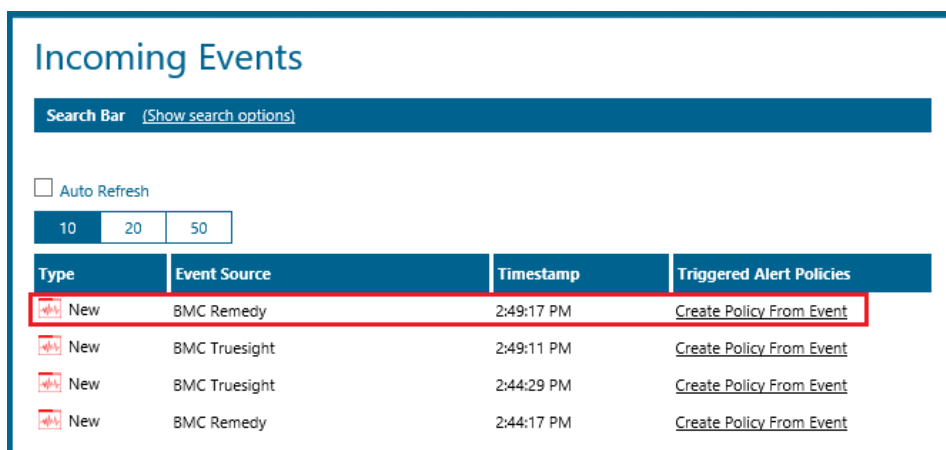 Incoming Events
Search Bar (Show search options)
Auto Refresh
10 20 50
Type Event Source Timestamp Triggered Alert Policies
New BMC Remedy 2:49:17 PM Create Policy From Event
New BMC Truesight 2:49:11 PM Create Policy From Event
New BMC Truesight 2:44:29 PM Create Policy From Event
New BMC Remedy 2:44:17 PM Create Policy From Event